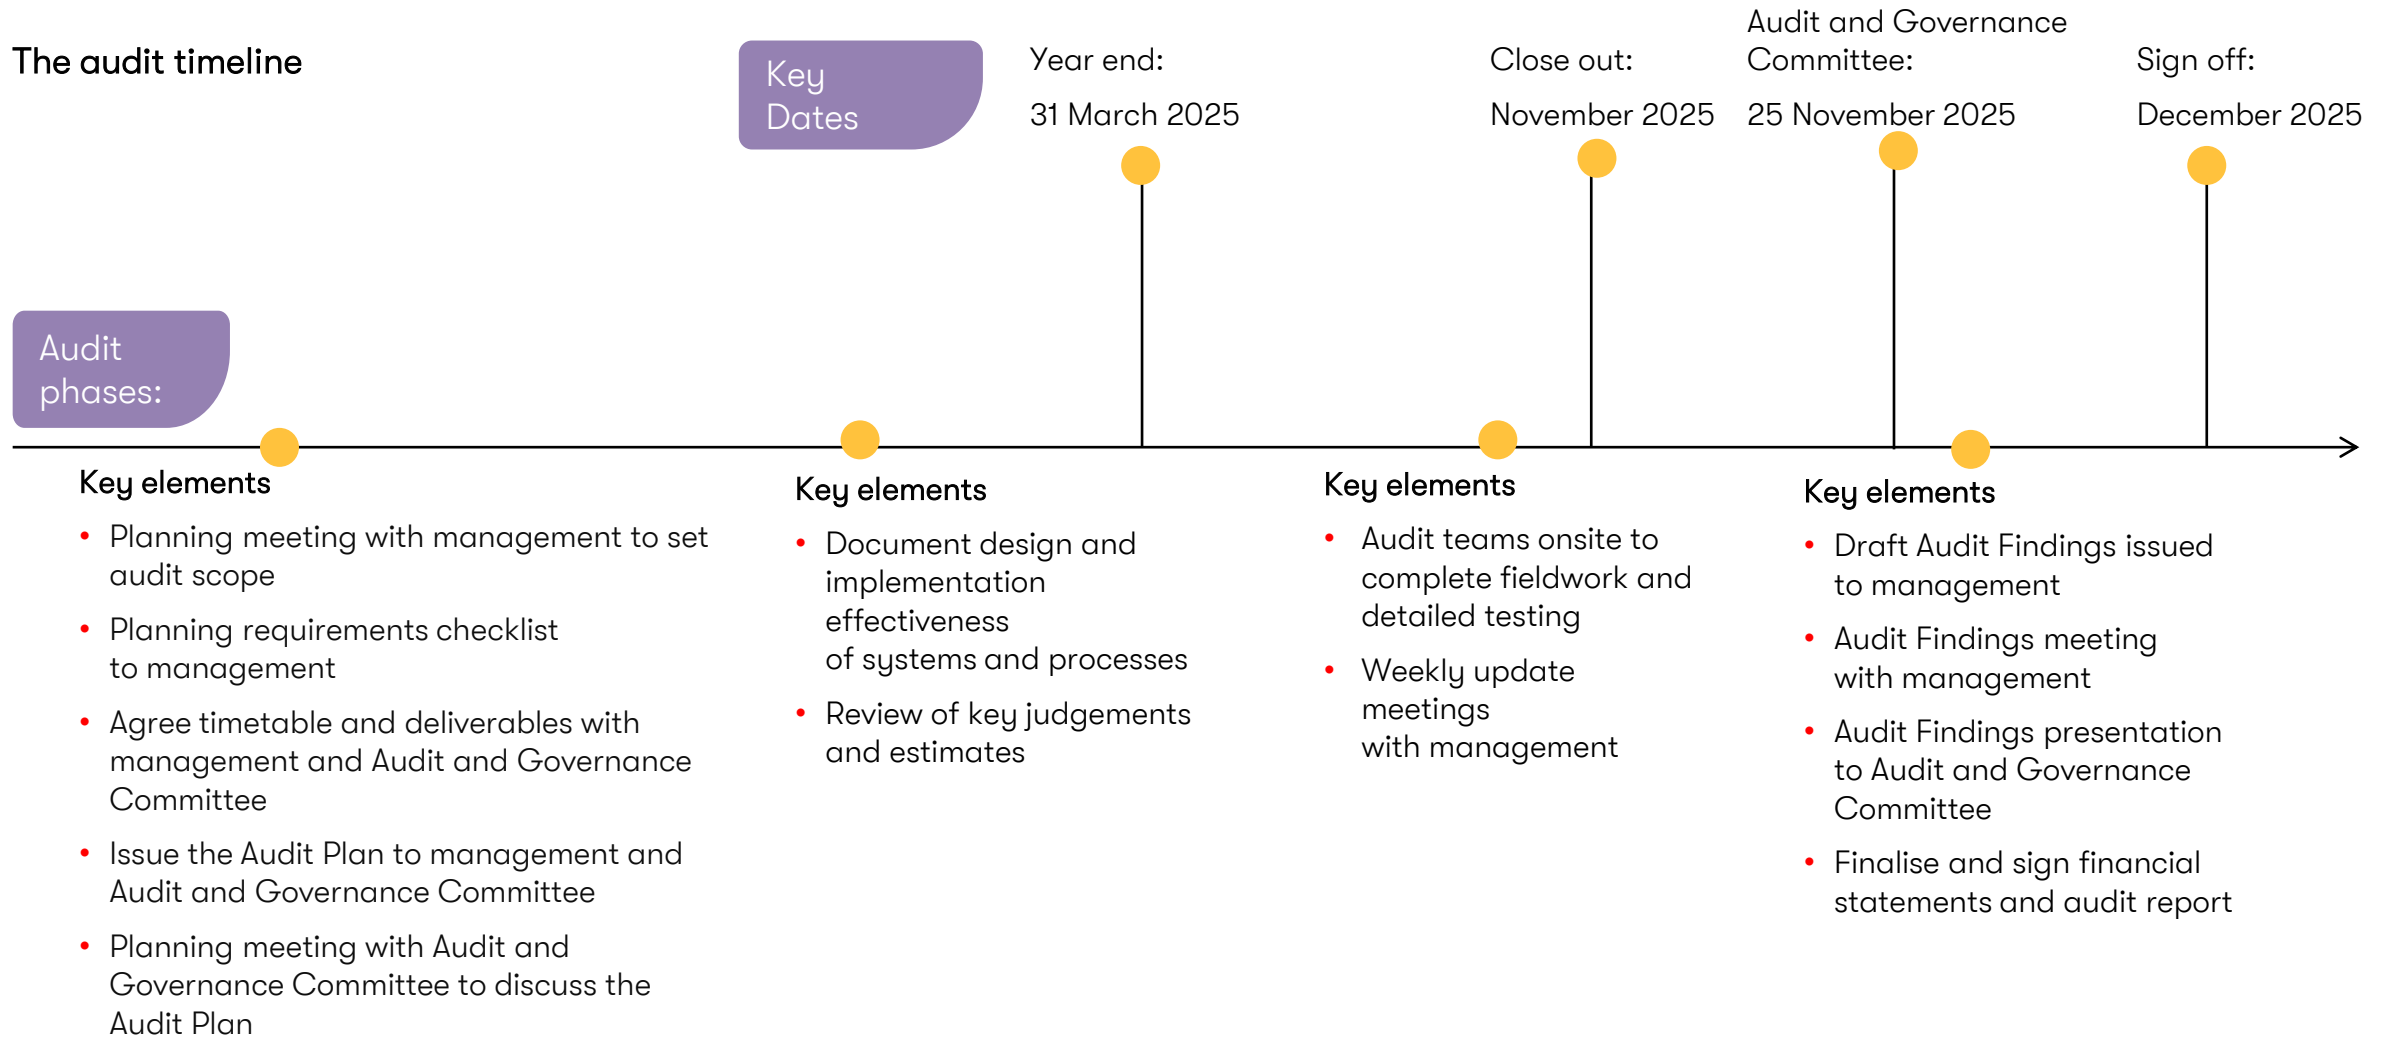 The audit timeline
Key
Dates
Year end:
31 March 2025
Close out:
November 2025
Audit and Governance
Committee:
25 November 2025
Sign off:
December 2025
Audit
phases:
Key elements
• Planning meeting with management to set
audit scope
• Planning requirements checklist
to management
• Agree timetable and deliverables with
management and Audit and Governance
Committee
• Issue the Audit Plan to management and
Audit and Governance Committee
• Planning meeting with Audit and
Governance Committee to discuss the
Audit Plan
Key elements
• Document design and
implementation
effectiveness
of systems and processes
• Review of key judgements
and estimates
Key elements
• Audit teams onsite to
complete fieldwork and
detailed testing
• Weekly update
meetings
with management
Key elements
• Draft Audit Findings issued
to management
• Audit Findings meeting
with management
• Audit Findings presentation
to Audit and Governance
Committee
• Finalise and sign financial
statements and audit report